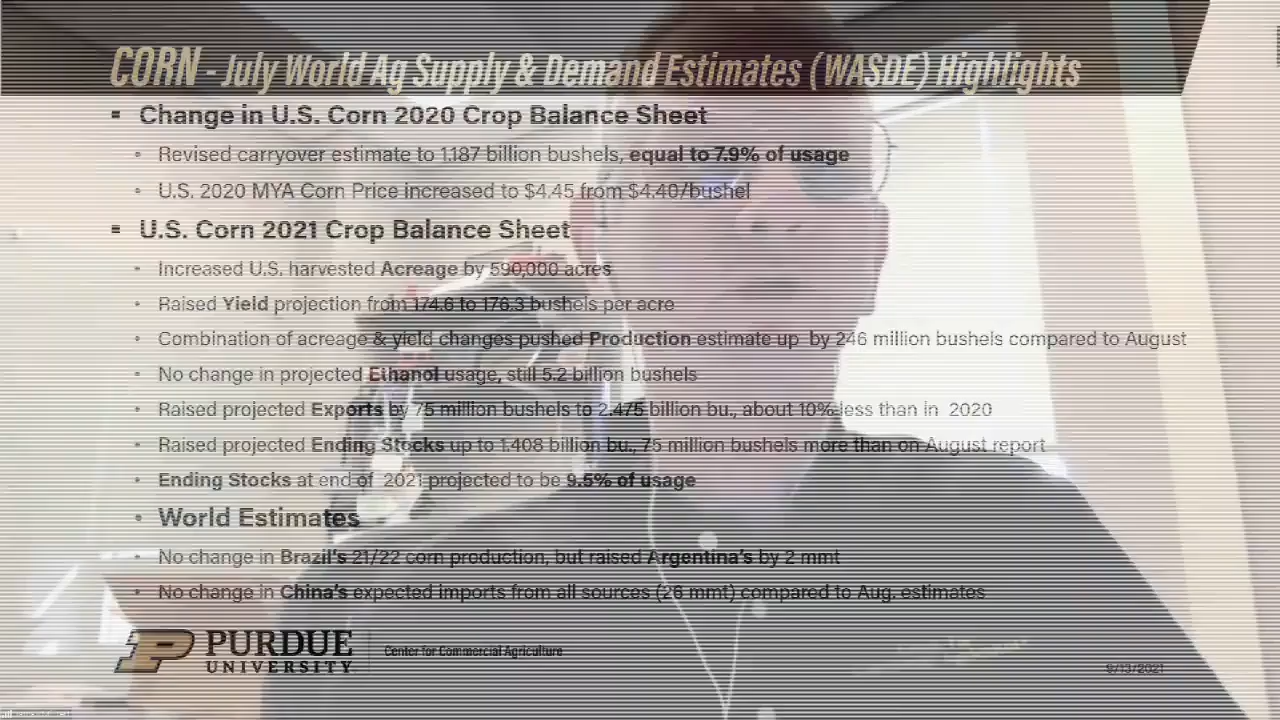 CORN - July World Ag Supply & Demand Estimates (WASDE) Highlights
▪ Change in U.S. Corn 2020 Crop Balance Sheet
• Revised carryover estimate to 1.187 billion bushels, equal to 7.9% of usage
• U.S. 2020 MYA Corn Price increased to $4.45 from $4.40/bushel
▪ U.S. Corn 2021 Crop Balance Sheet
• Increased U.S. harvested Acreage by 590,000 acres
• Raised Yield projection from 174.6 to 176.3 bushels per acre
• Combination of acreage & yield changes pushed Production estimate up by 246 million bushels compared to August
• No change in projected Ethanol usage, still 5.2 billion bushels
• Raised projected Exports by 75 million bushels to 2.475 billion bu., about 10% less than in 2020
• Raised projected Ending Stocks up to 1.408 billion bu., 75 million bushels more than on August report
• Ending Stocks at end of 2021 projected to be 9.5% of usage
• World Estimates
• No change in Brazil's 21/22 corn production, but raised Argentina's by 2 mmt
• No change in China's expected imports from all sources (26 mmt) compared to Aug. estimates
PURDUE UNIVERSITY
Center for Commercial Agriculture
9/13/2021